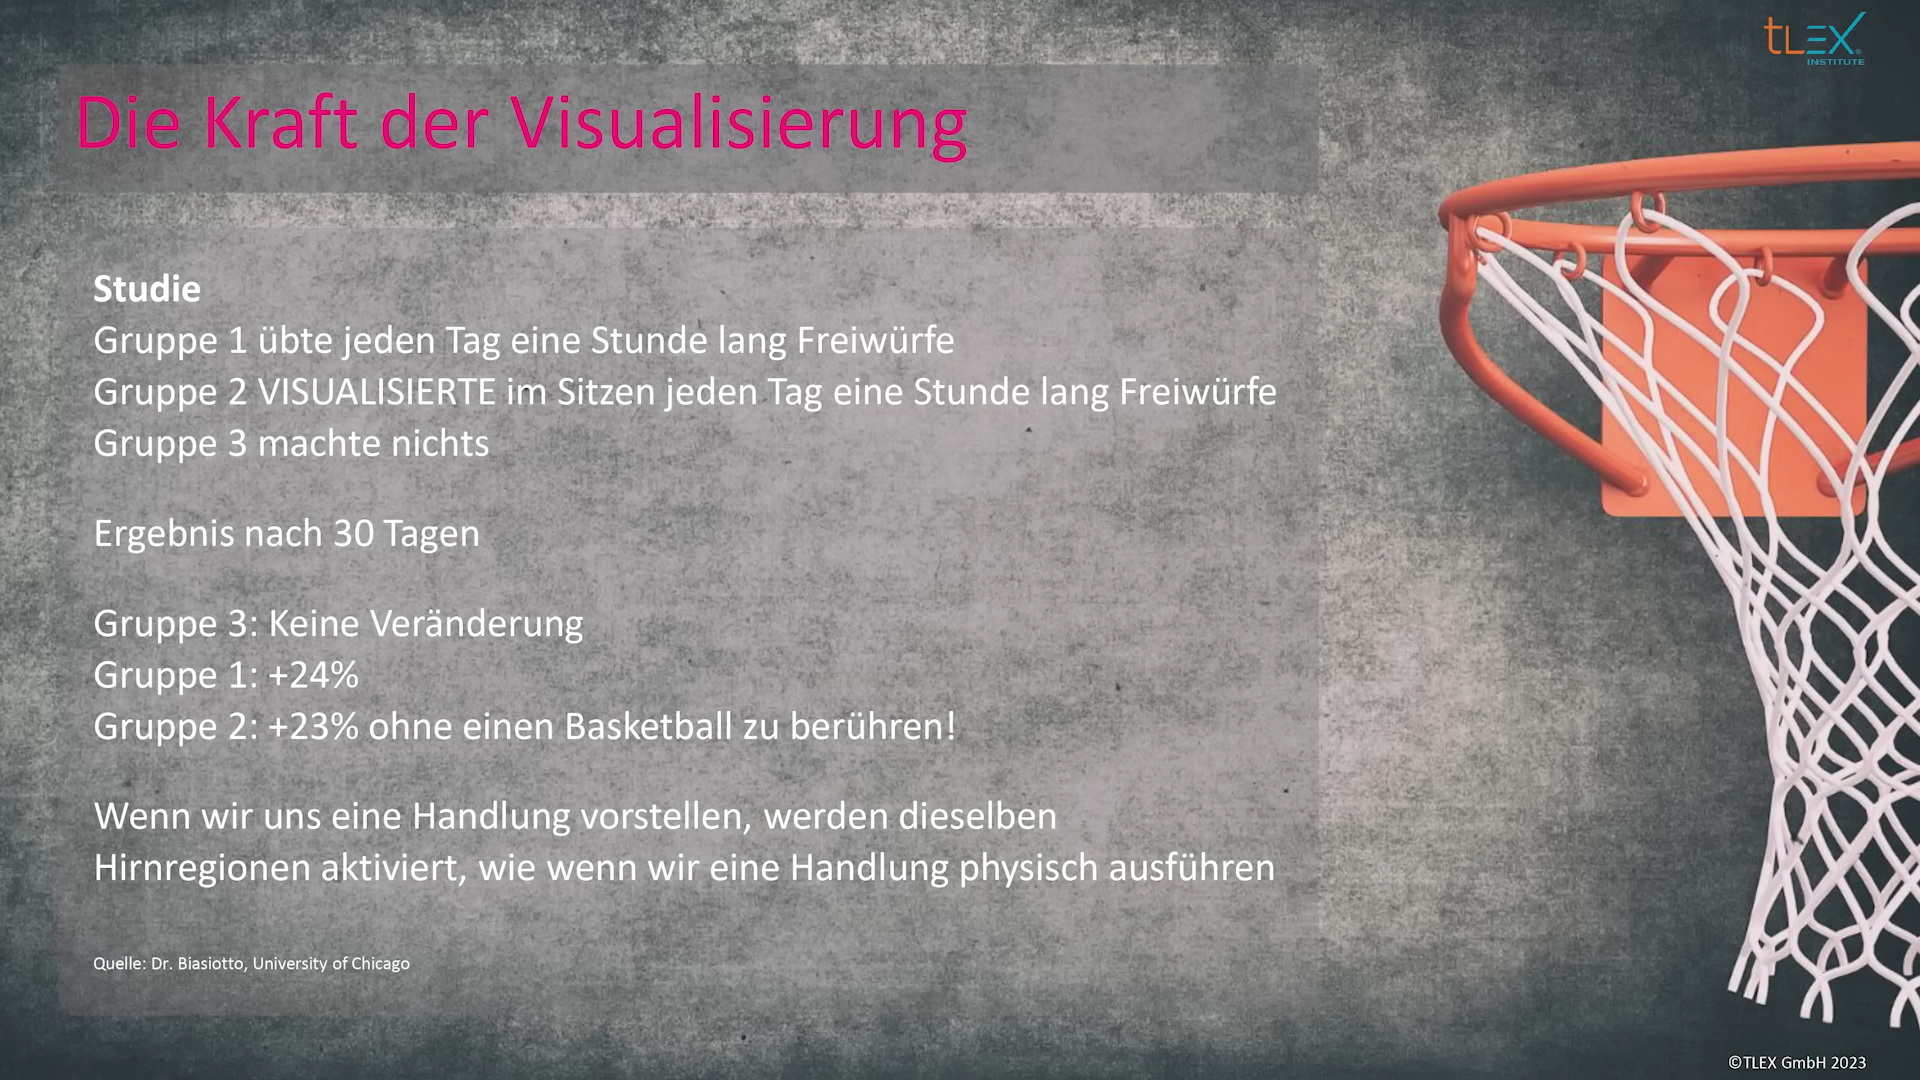 tLEX
INSTITUTE
Die Kraft der Visualisierung
Studie
Gruppe 1 übte jeden Tag eine Stunde lang Freiwürfe
Gruppe 2 VISUALISIERTE im Sitzen jeden Tag eine Stunde lang Freiwürfe
Gruppe 3 machte nichts
Ergebnis nach 30 Tagen
Gruppe 3: Keine Veränderung
Gruppe 1: +24%
Gruppe 2: +23% ohne einen Basketball zu berühren!
Wenn wir uns eine Handlung vorstellen, werden dieselben
Hirnregionen aktiviert, wie wenn wir eine Handlung physisch ausführen
Quelle: Dr. Biasiotto, University of Chicago
©TLEX GmbH 2023